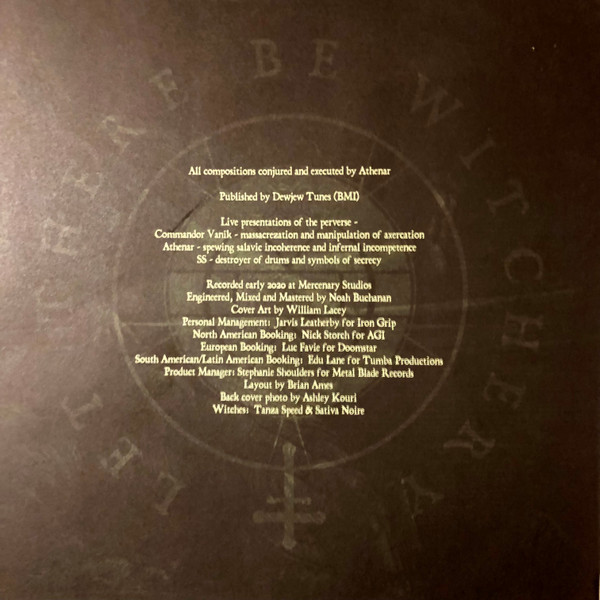 LET THERE BE WITCHERY
All compositions conjured and executed by Athenar
Published by Dewjew Tunes (BMI)
Live presentations of the perverse -
Commandor Vanik - massacrezation and manipulation of axercation
Athenar - spewing salavic incoherence and infernal incompetence
SS - destroyer of drums and symbols of secrecy
Recorded early 2020 at Mercenary Studios
Engineered, Mixed and Mastered by Noah Buchanan
Cover Art by William Lacey
Personal Management: Jarvis Leatherby for Iron Grip
North American Booking: Nick Storch for AGI
European Booking: Luc Favie for Doomstar
South American/Latin American Booking: Edu Lane for Tumba Productions
Product Manager: Stephanie Shoulders for Metal Blade Records
Layout by Brian Ames
Back cover photo by Ashley Kouri
Witches: Tanza Speed & Sativa Noire